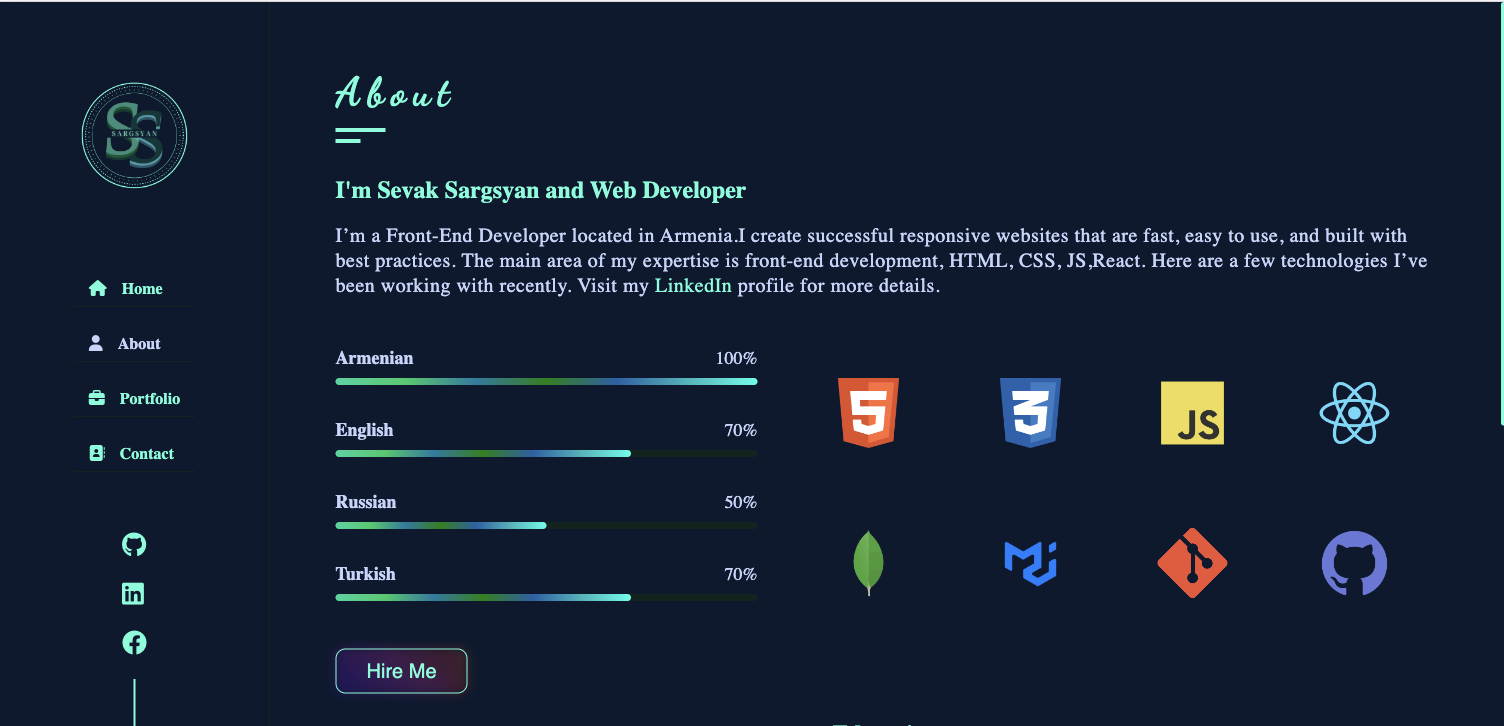 SARGSYAN
Home
About
Portfolio
Contact
About
I'm Sevak Sargsyan and Web Developer
I’m a Front-End Developer located in Armenia.I create successful responsive websites that are fast, easy to use, and built with
best practices. The main area of my expertise is front-end development, HTML, CSS, JS,React. Here are a few technologies I’ve
been working with recently. Visit my LinkedIn profile for more details.
Armenian 100%
English 70%
Russian 50%
Turkish 70%
JS
Hire Me